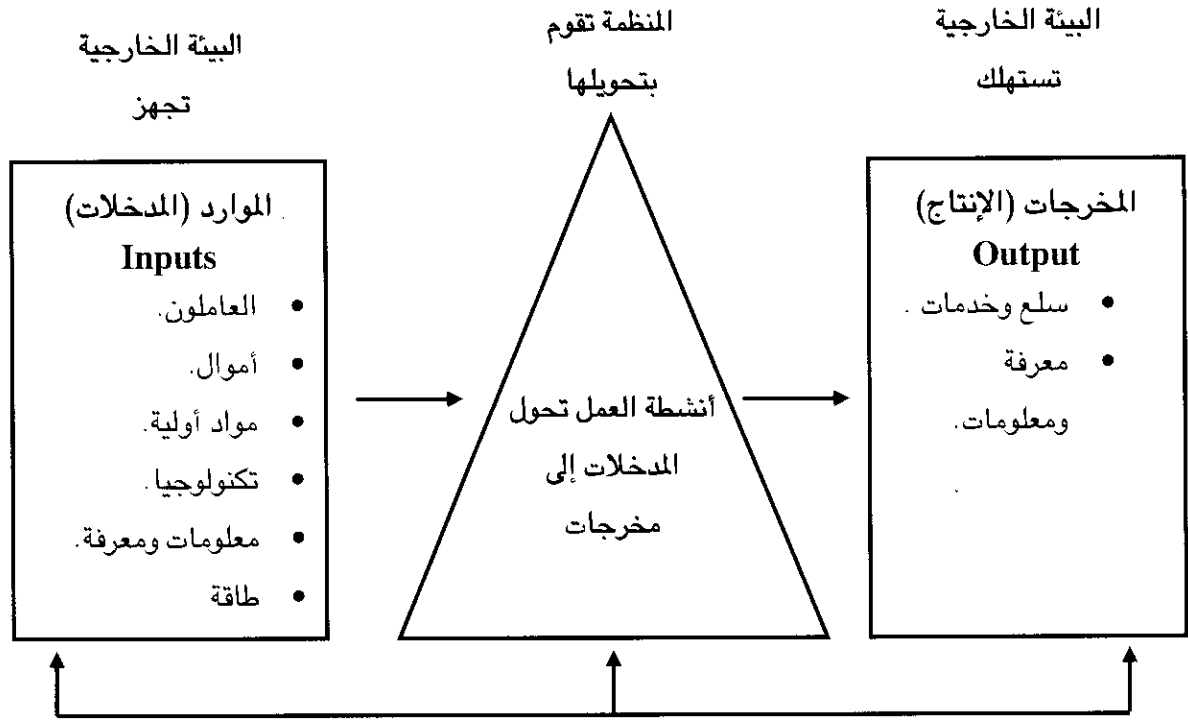 البيئة الخارجية
تجهز
الموارد (المدخلات)
Inputs
• العاملون.
• أموال.
• مواد أولية.
• تكنولوجيا.
• معلومات ومعرفة.
• طاقة
المنظمة تقوم
بتحويلها
أنشطة العمل تحول
المدخلات إلى
مخرجات
البيئة الخارجية
تستهلك
المخرجات (الإنتاج)
Output
• سلع وخدمات .
• معرفة
ومعلومات.